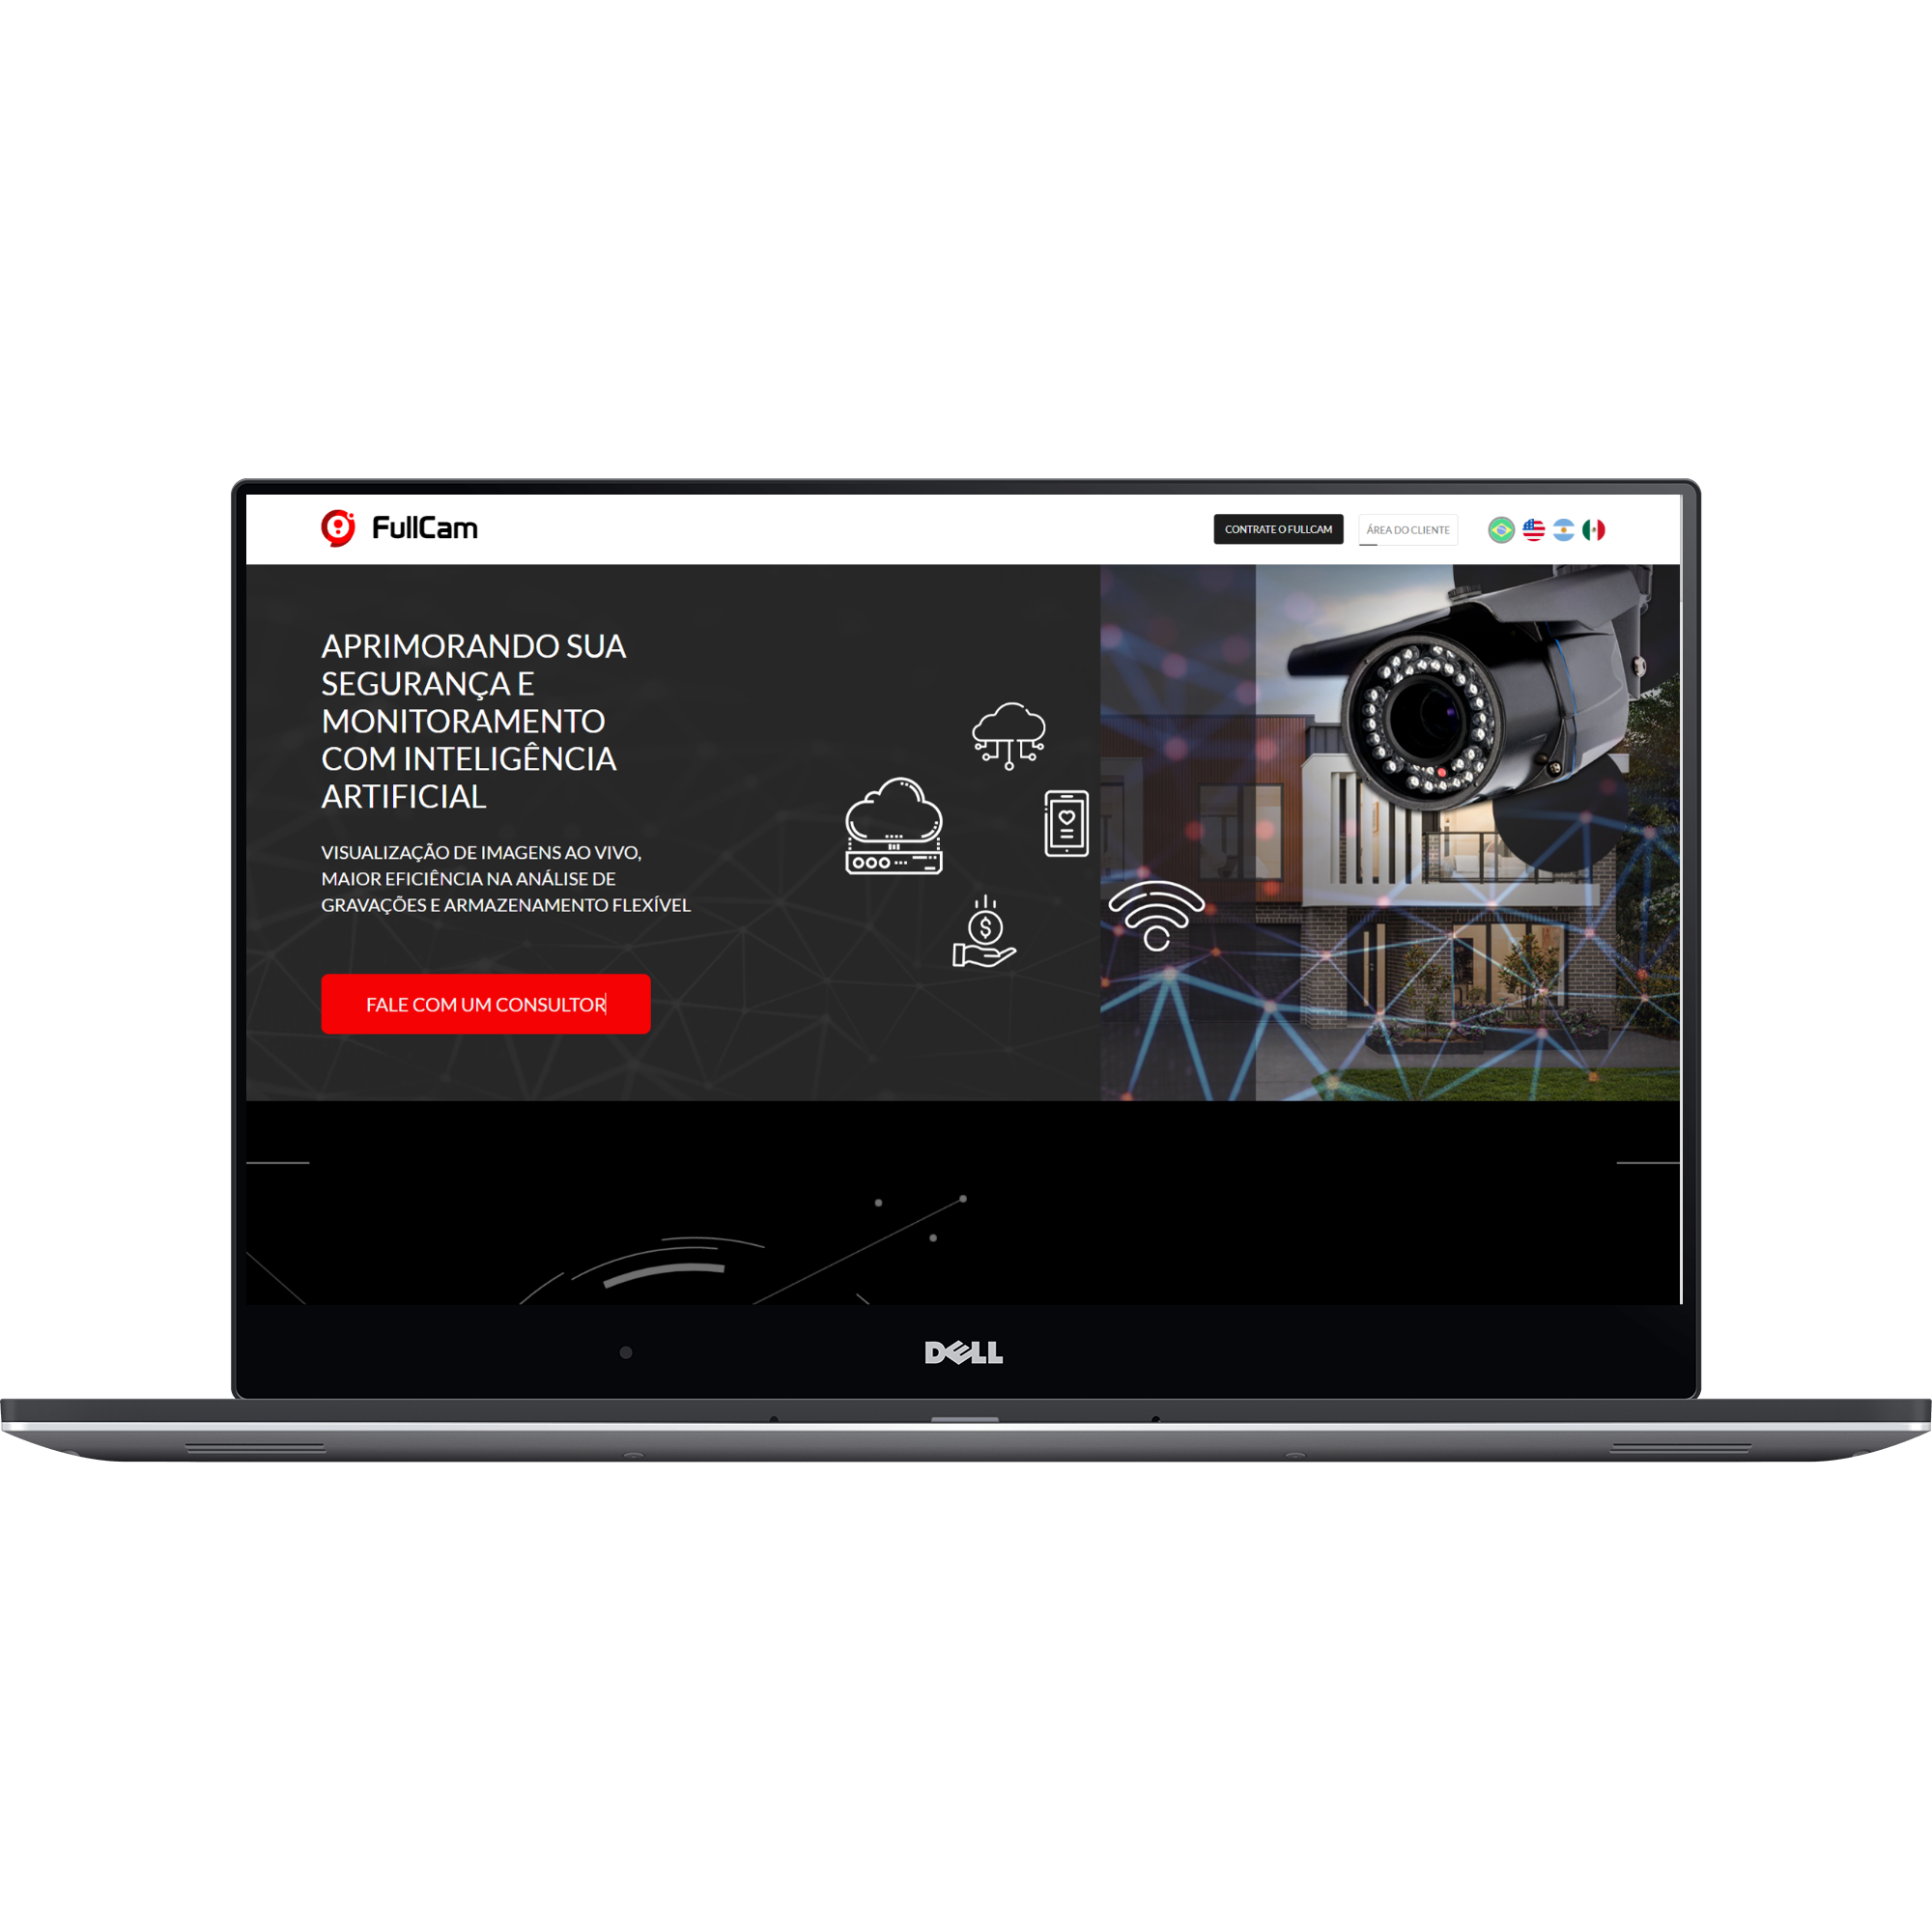 FullCam
CONTRATE O FULLCAM
ÁREA DO CLIENTE
APRIMORANDO SUA
SEGURANÇA E
MONITORAMENTO
COM INTELIGÊNCIA
ARTIFICIAL
VISUALIZAÇÃO DE IMAGENS AO VIVO,
MAIOR EFICIÊNCIA NA ANÁLISE DE
GRAVAÇÕES E ARMAZENAMENTO FLEXÍVEL
$
FALE COM UM CONSULTOR
DELL